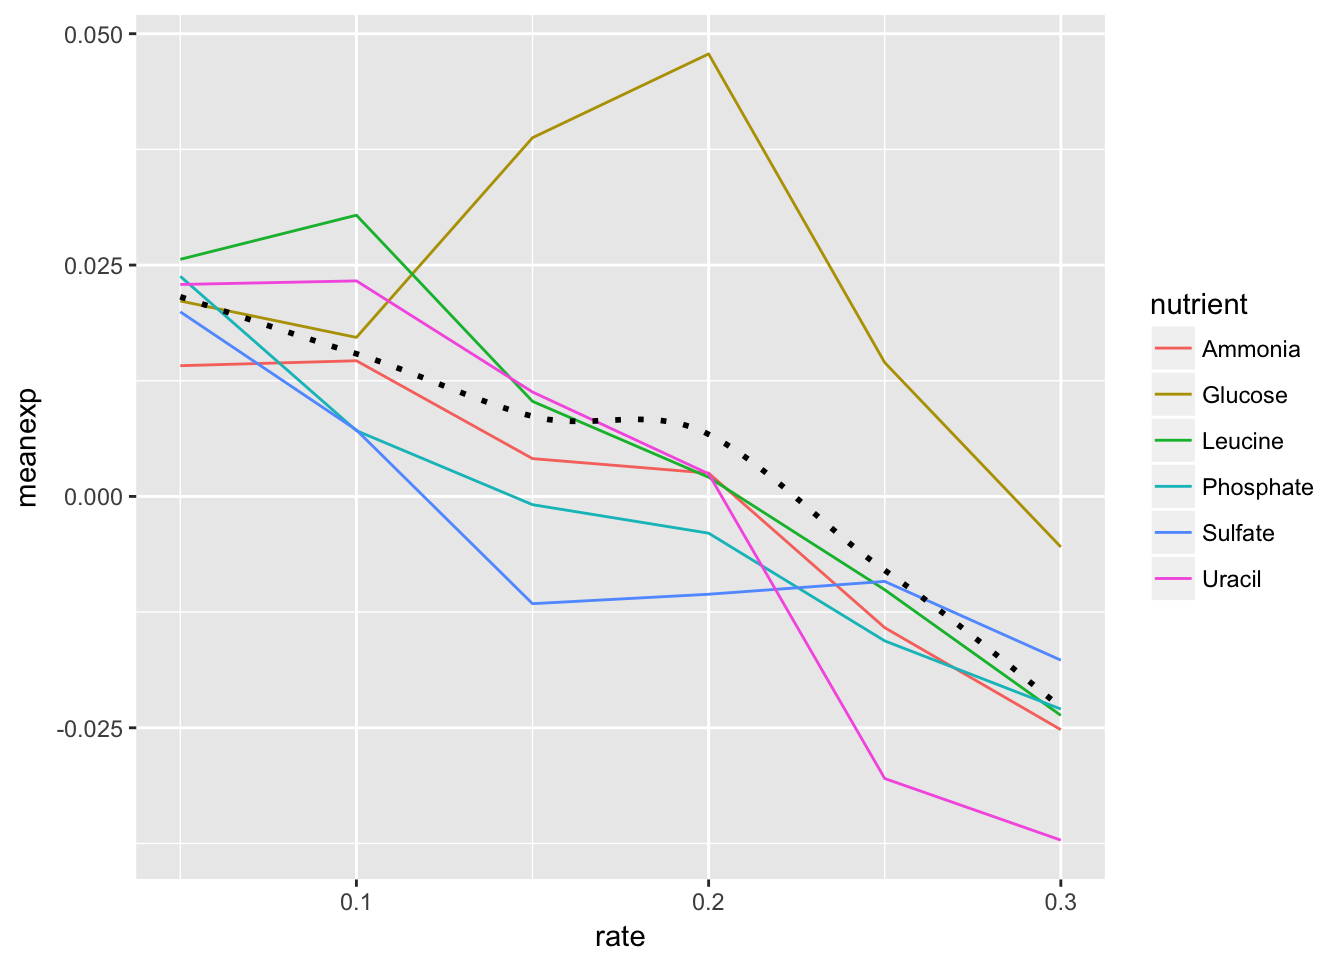 0.050
0.025
0.000
-0.025
meanexp
0.1
0.2
0.3
rate
nutrient
Ammonia
Glucose
Leucine
Phosphate
Sulfate
Uracil